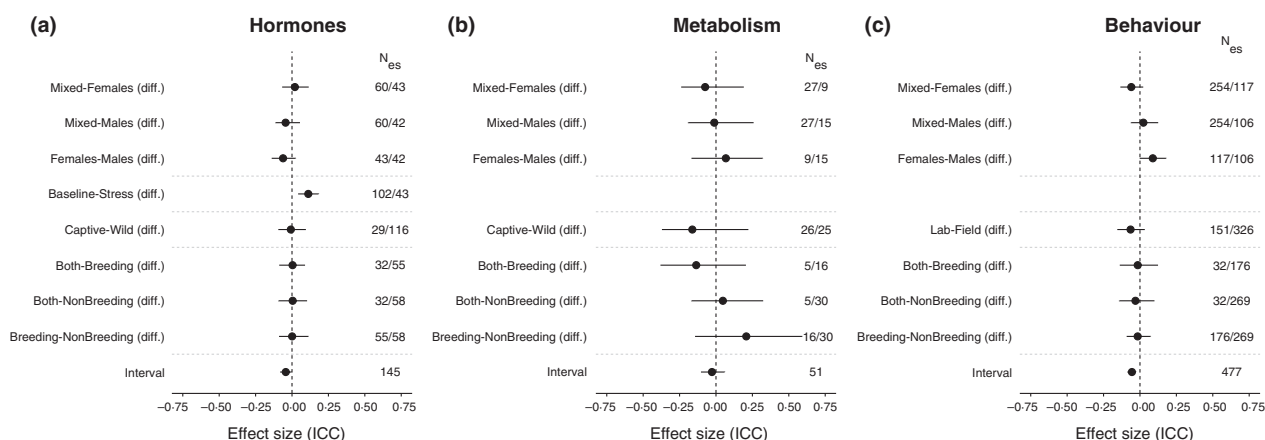 (a) Hormones
N
es
Mixed-Females (diff.) 60/43
Mixed-Males (diff.) 60/42
Females-Males (diff.) 43/42
Baseline-Stress (diff.) 102/43
Captive-Wild (diff.) 29/116
Both-Breeding (diff.) 32/55
Both-NonBreeding (diff.) 32/58
Breeding-NonBreeding (diff.) 55/58
Interval 145
−0·75 −0·50 −0·25 0·00 0·25 0·50 0·75
Effect size (ICC)
(b) Metabolism
N
es
Mixed-Females (diff.) 27/9
Mixed-Males (diff.) 27/15
Females-Males (diff.) 9/15
Captive-Wild (diff.) 26/25
Both-Breeding (diff.) 5/16
Both-NonBreeding (diff.) 5/30
Breeding-NonBreeding (diff.) 16/30
Interval 51
−0·75 −0·50 −0·25 0·00 0·25 0·50 0·75
Effect size (ICC)
(c) Behaviour
N
es
Mixed-Females (diff.) 254/117
Mixed-Males (diff.) 254/106
Females-Males (diff.) 117/106
Lab-Field (diff.) 151/326
Both-Breeding (diff.) 32/176
Both-NonBreeding (diff.) 32/269
Breeding-NonBreeding (diff.) 176/269
Interval 477
−0·75 −0·50 −0·25 0·00 0·25 0·50 0·75
Effect size (ICC)